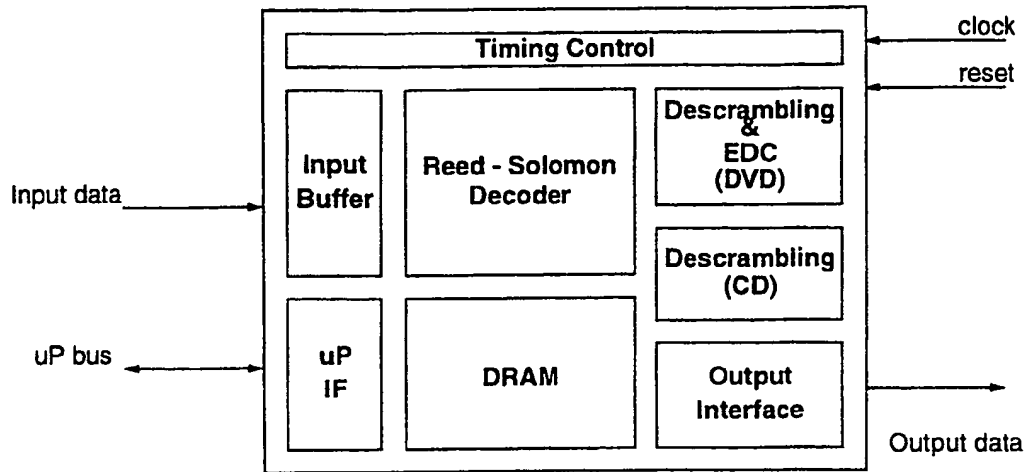 Timing Control
clock
reset
Input data
Input
Buffer
Reed - Solomon
Decoder
Descrambling
&
EDC
(DVD)
Descrambling
(CD)
uP bus
uP
IF
DRAM
Output
Interface
Output data